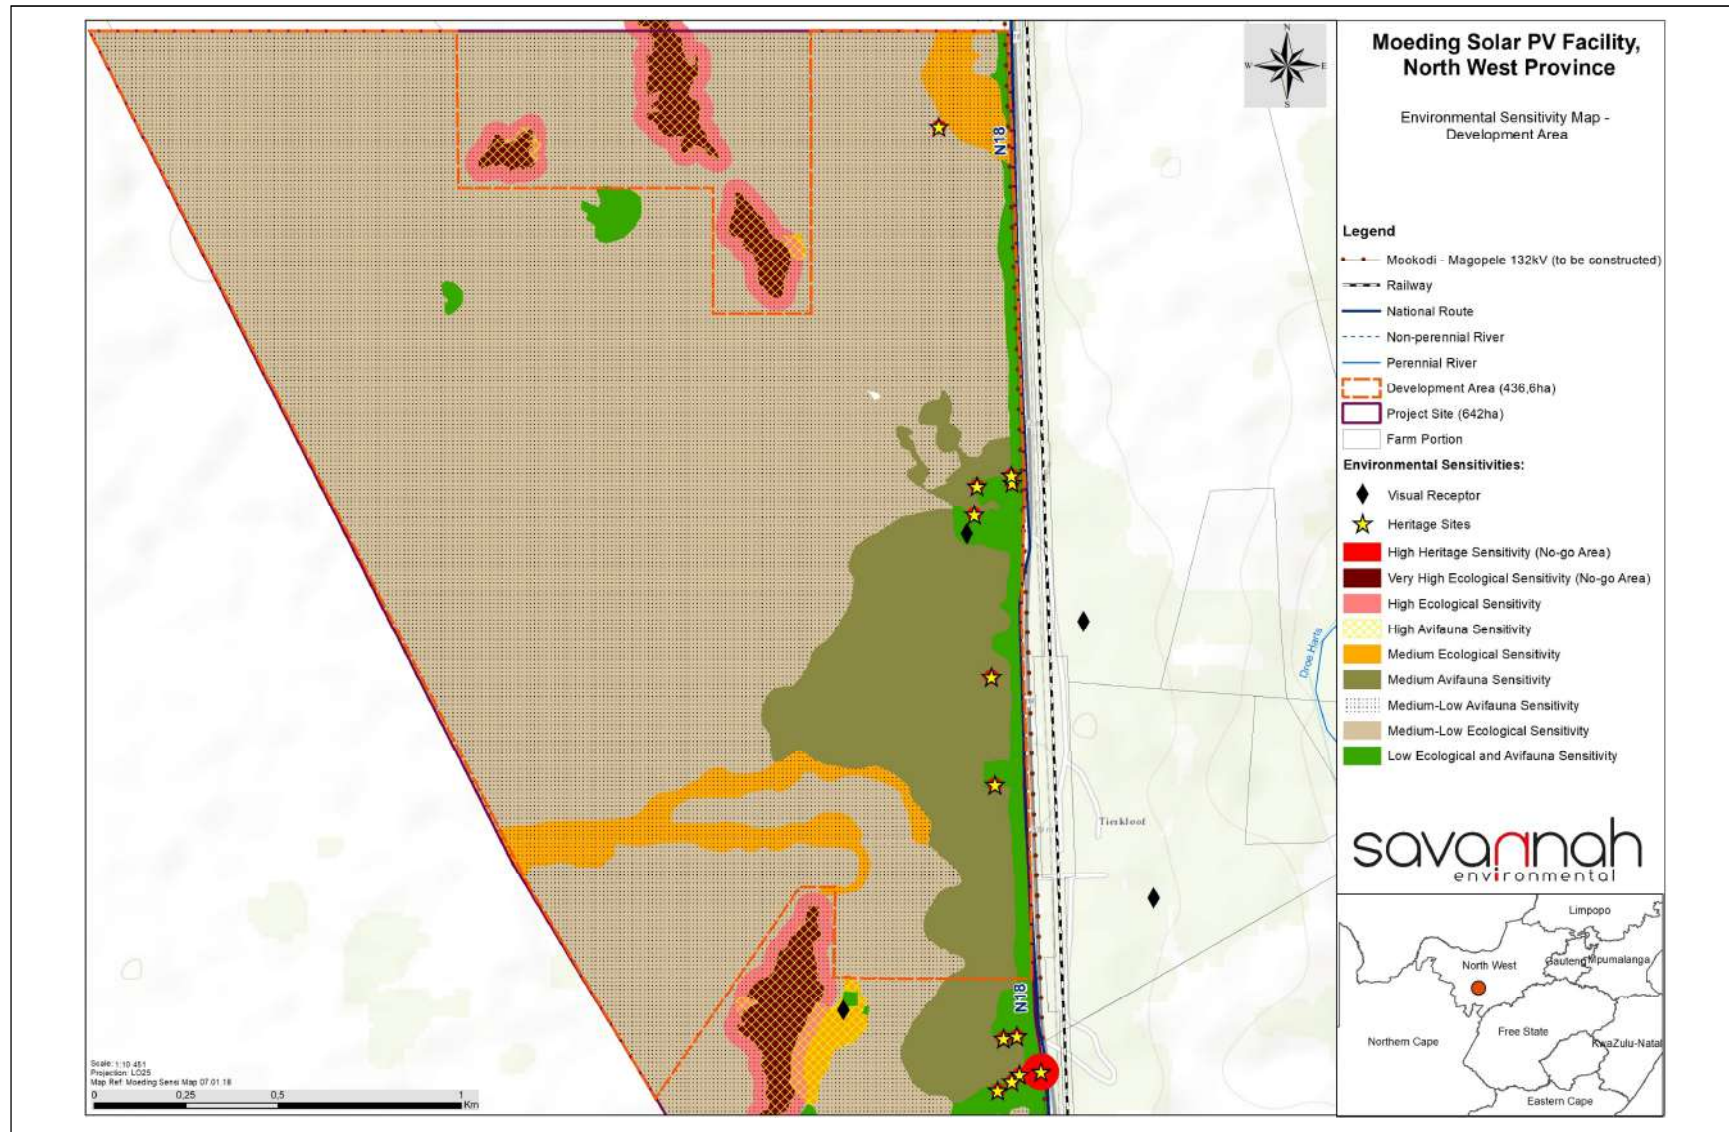 Moeding Solar PV Facility,
North West Province
Environmental Sensitivity Map -
Development Area
N
W
E
S
N18
Legend
Mookodi - Magopele 132kV (to be constructed)
Railway
National Route
Non-perennial River
Perennial River
Development Area (436,6ha)
Project Site (642ha)
Farm Portion
Environmental Sensitivities:
Visual Receptor
Heritage Sites
High Heritage Sensitivity (No-go Area)
Very High Ecological Sensitivity (No-go Area)
High Ecological Sensitivity
High Avifauna Sensitivity
Medium Ecological Sensitivity
Medium Avifauna Sensitivity
Medium-Low Avifauna Sensitivity
Medium-Low Ecological Sensitivity
Low Ecological and Avifauna Sensitivity
Droe Harts
Tierkloot
N18
savannah
environmental
Limpopo
North West
Gauteng
Mpumalanga
Free State
Northern Cape
KwaZulu-Natal
Eastern Cape
Scale: 1:10 451
Projection: LO25
Map Ref: Moeding Sensi Map 07.01.18
0 0,25 0,5 1
Km